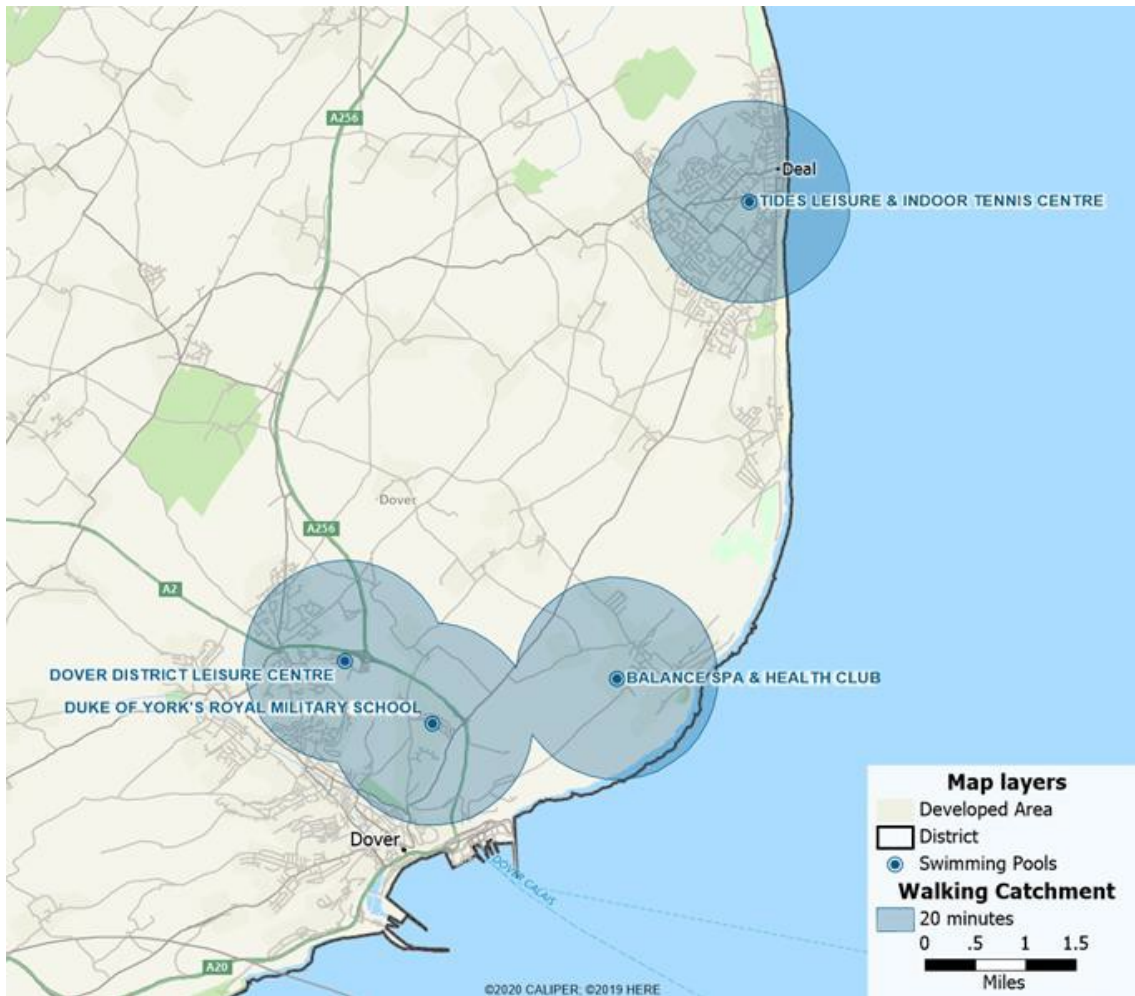 A256
Deal
TIDES LEISURE & INDOOR TENNIS CENTRE
Dover
A256
A2
DOVER DISTRICT LEISURE CENTRE
BALANCE SPA & HEALTH CLUB
DUKE OF YORK'S ROYAL MILITARY SCHOOL
Dover
DOVER CALAIS
A20
Map layers
Developed Area
District
Swimming Pools
Walking Catchment
20 minutes
0 .5 1 1.5
Miles
©2020 CALIPER; ©2019 HERE